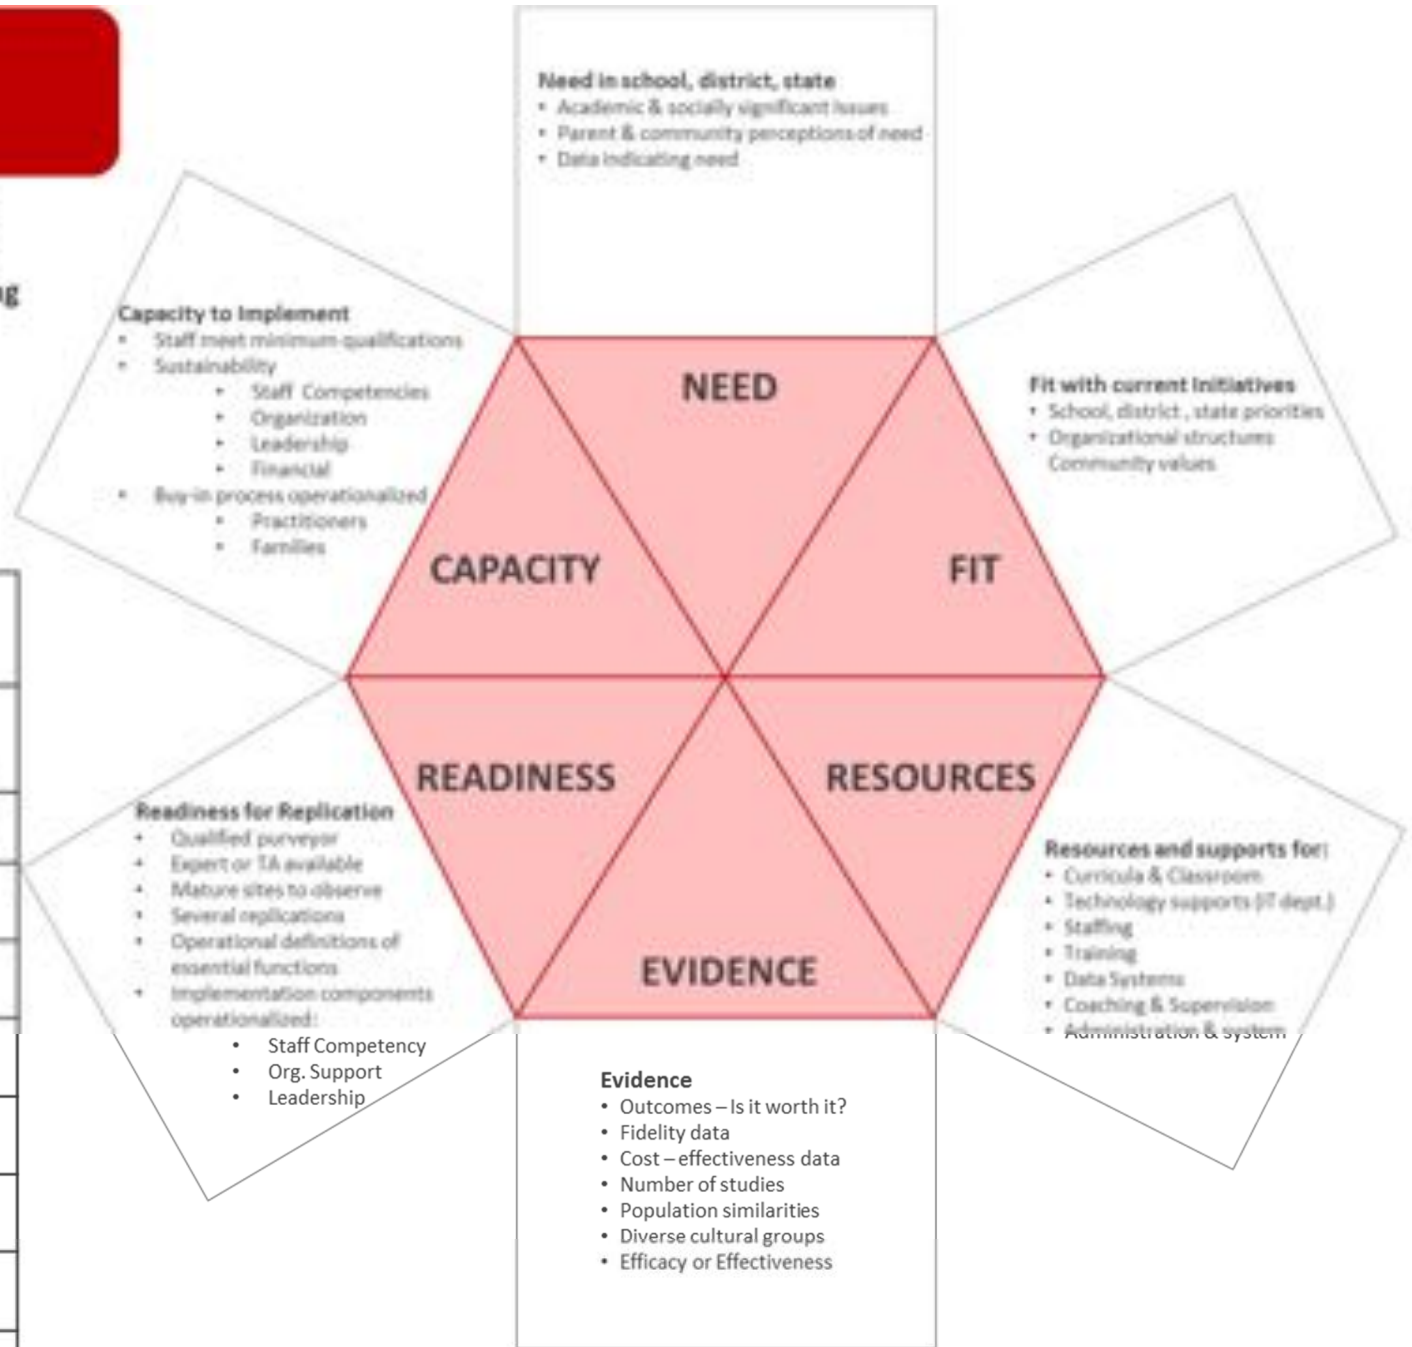 Need in school, district, state
• Academic & socially significant Issues
• Parent & community perceptions of need
• Data indicating need
Capacity to Implement
• Staff meet minimum qualifications
• Sustainability
• Staff Competencies
• Organization
• Leadership
• Financial
• Buy-in process operationalized
• Practitioners
• Families
Fit with current Initiatives
• School, district , state priorities
• Organizational structures
Community values
NEED
CAPACITY
FIT
READINESS
RESOURCES
EVIDENCE
Readiness for Replication
• Qualified purveyor
• Expert or TA available
• Mature sites to observe
• Several replications
• Operational definitions of
essential functions
• Implementation components
operationalized:
• Staff Competency
• Org. Support
• Leadership
Resources and supports for:
• Curricula & Classroom
• Technology supports (IT dept.)
• Staffing
• Training
• Data Systems
• Coaching & Supervision
• Administration & system
Evidence
• Outcomes – Is it worth it?
• Fidelity data
• Cost – effectiveness data
• Number of studies
• Population similarities
• Diverse cultural groups
• Efficacy or Effectiveness